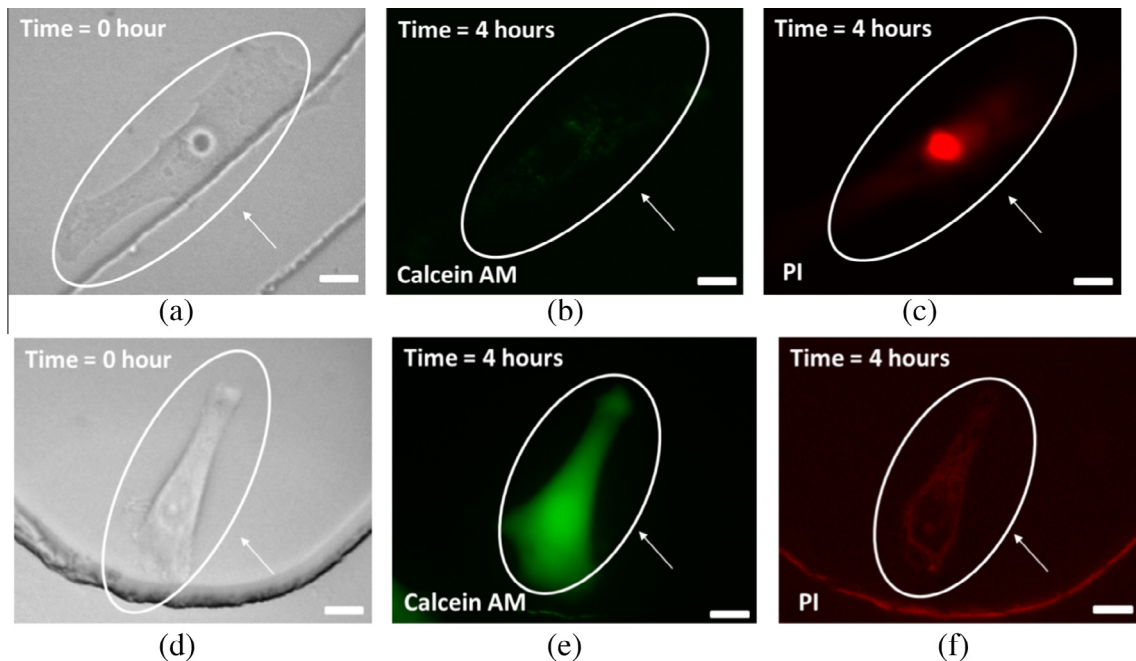 Time = 0 hour
Time = 4 hours
Time = 4 hours
Calcein AM
PI
(a)
(b)
(c)
Time = 0 hour
Time = 4 hours
Time = 4 hours
Calcein AM
PI
(d)
(e)
(f)